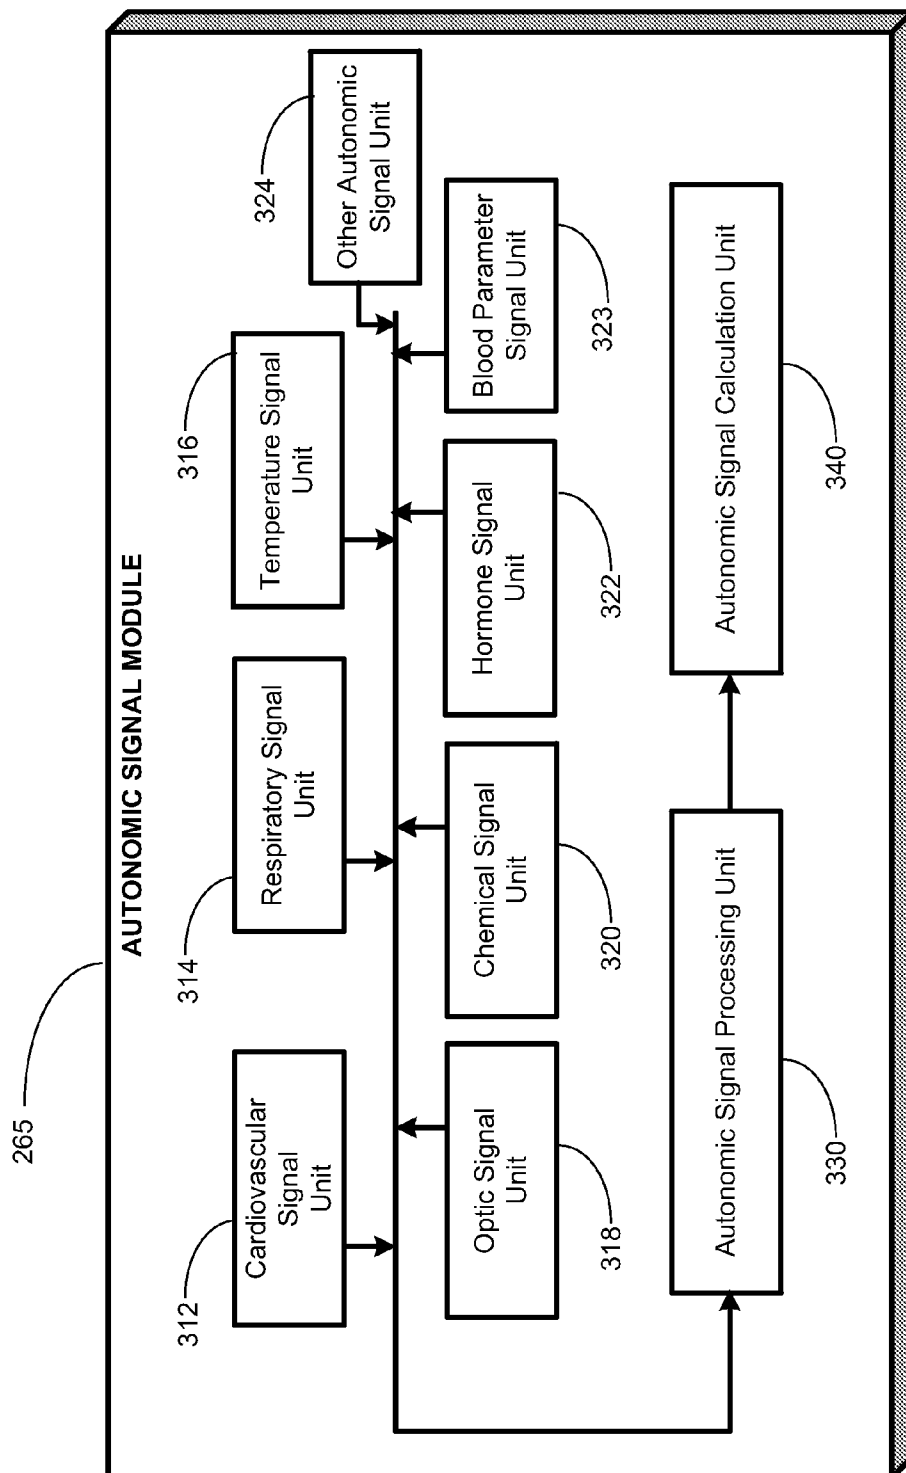 265
AUTONOMIC SIGNAL MODULE
312
Cardiovascular
Signal
Unit
314
Respiratory Signal
Unit
316
Temperature Signal
Unit
324
Other Autonomic
Signal Unit
Optic Signal
Unit
318
Chemical Signal
Unit
320
Hormone Signal
Unit
322
Blood Parameter
Signal Unit
323
Autonomic Signal Processing Unit
330
Autonomic Signal Calculation Unit
340